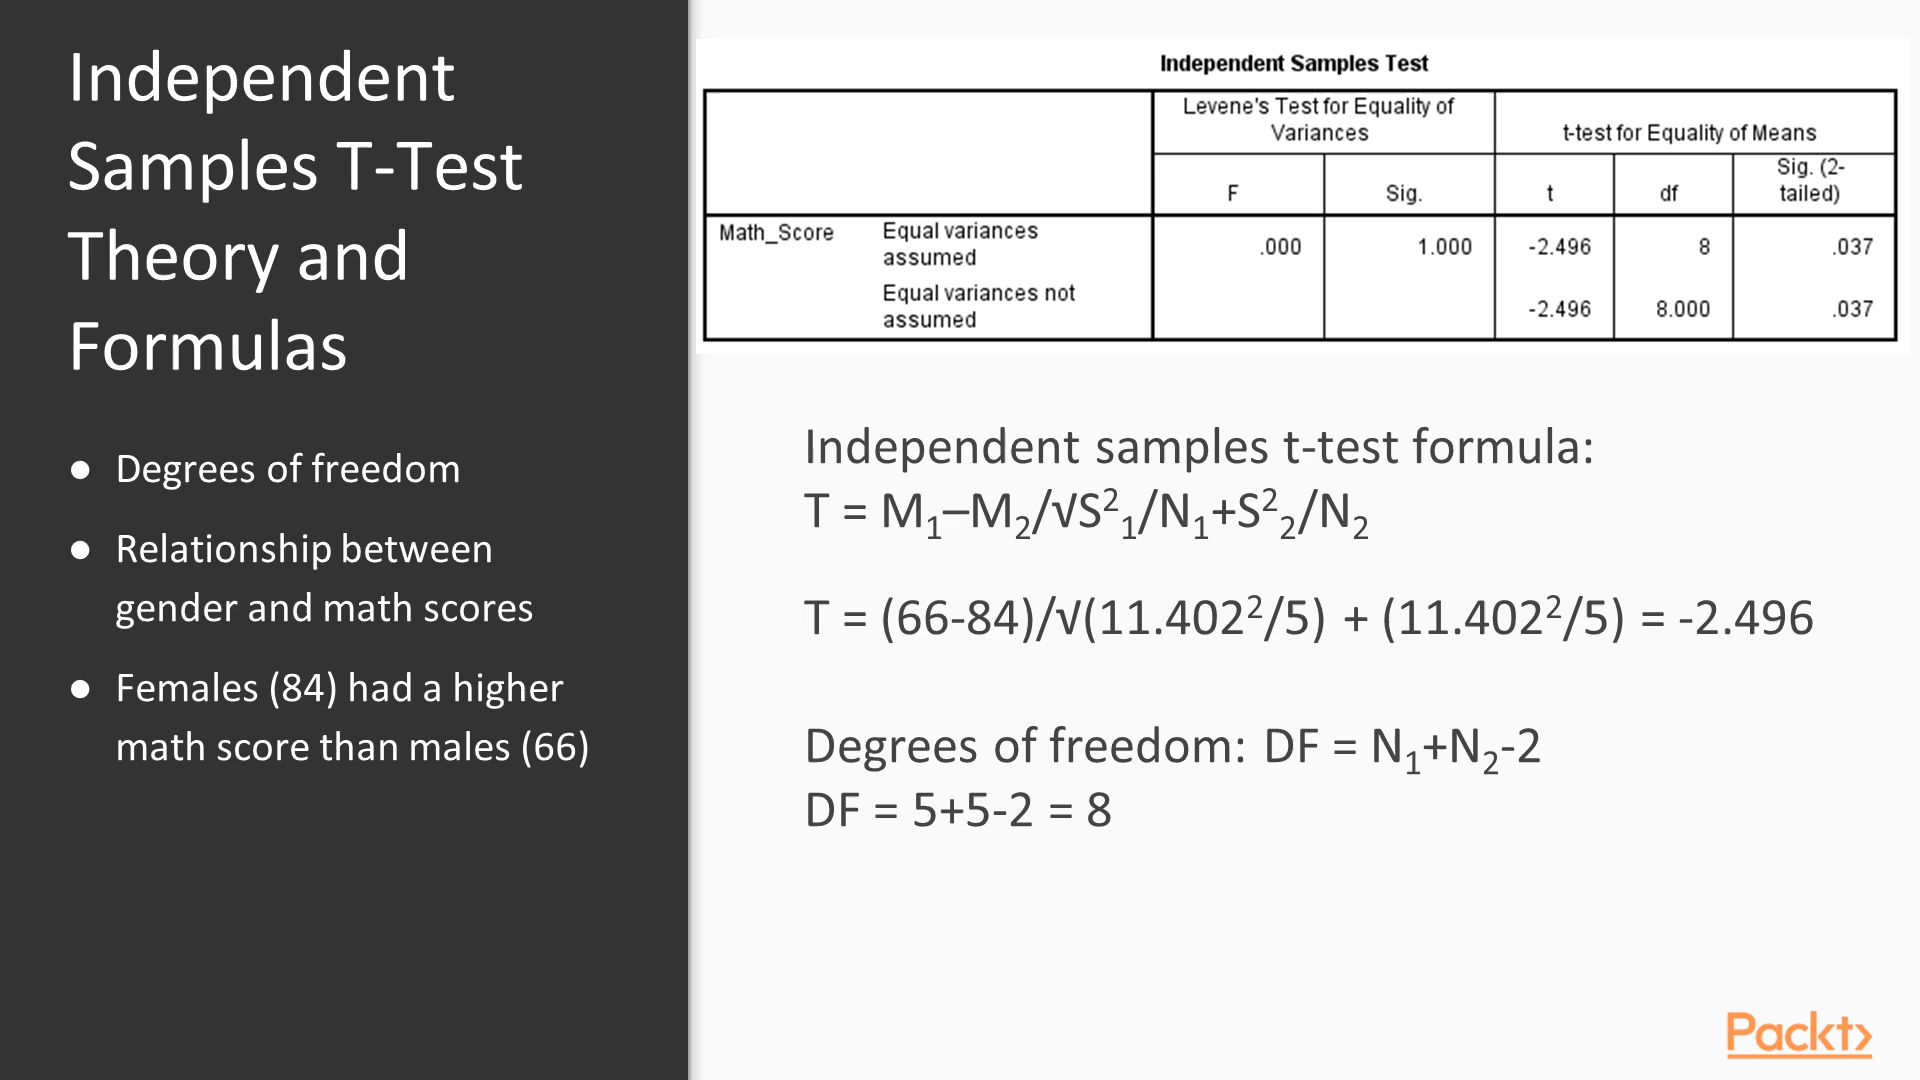 Independent
Samples T-Test
Theory and
Formulas
● Degrees of freedom
● Relationship between
gender and math scores
● Females (84) had a higher
math score than males (66)
Independent Samples Test
Levene's Test for Equality of
Variances
t-test for Equality of Means
F Sig. t df Sig. (2-
tailed)
Math_Score Equal variances
assumed .000 1.000 -2.496 8 .037
Equal variances not
assumed -2.496 8.000 .037
Independent samples t-test formula:
T = M₁–M₂/√S²₁/N₁+S²₂/N₂
T = (66-84)/√(11.402²/5) + (11.402²/5) = -2.496
Degrees of freedom: DF = N₁+N₂-2
DF = 5+5-2 = 8
Packt>